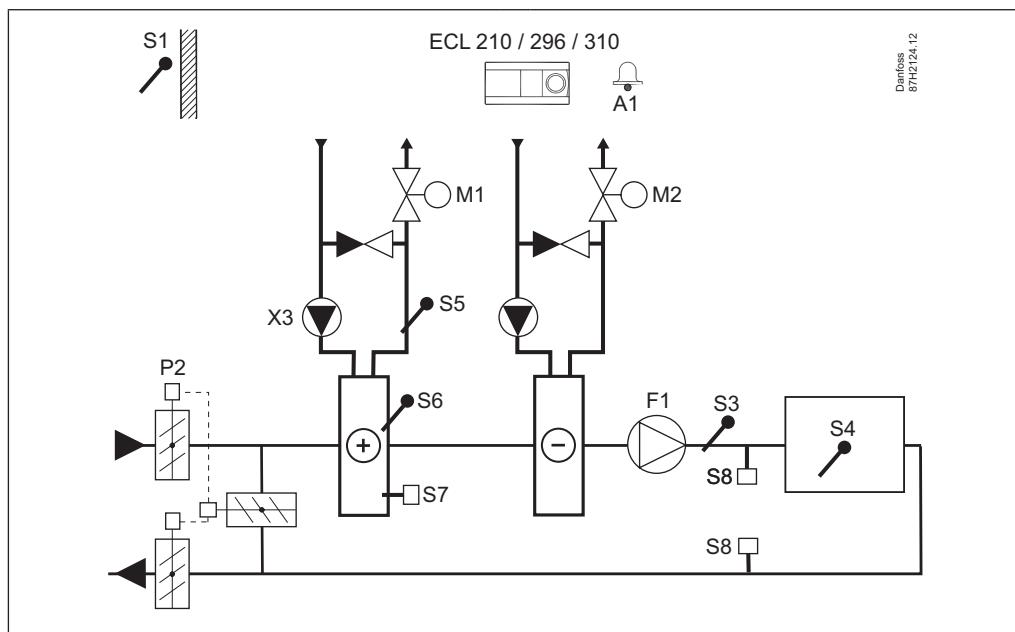 S1
ECL 210 / 296 / 310
A1
Danfoss
87H2124.12
M1
M2
X3
S5
P2
S6
F1
S3
S4
S7
S8
S8
+
−